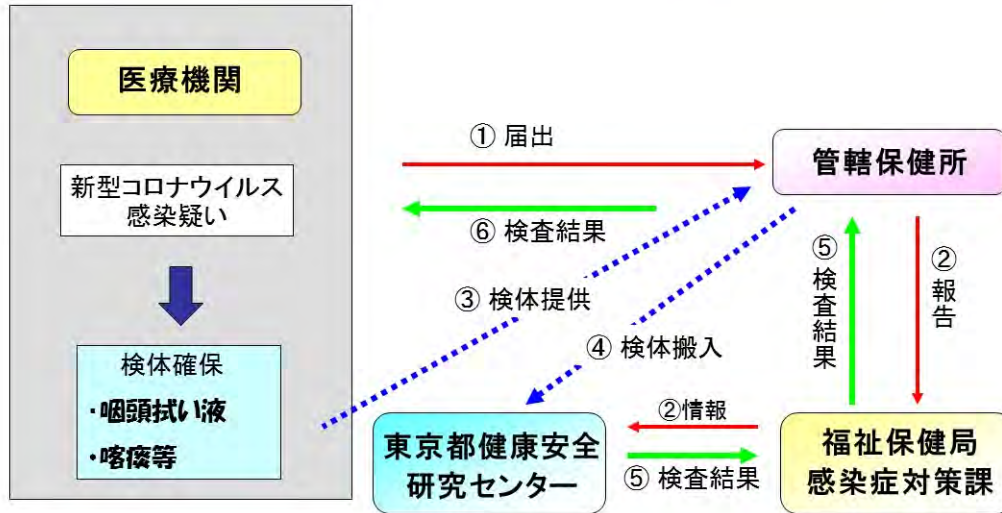 医療機関
新型コロナウイルス
感染疑い
検体確保
・咽頭拭い液
・喀痰等
① 届出
⑥ 検査結果
③ 検体提供
④ 検体搬入
管轄保健所
⑤検査結果
②報告
②情報
⑤ 検査結果
東京都健康安全
研究センター
福祉保健局
感染症対策課